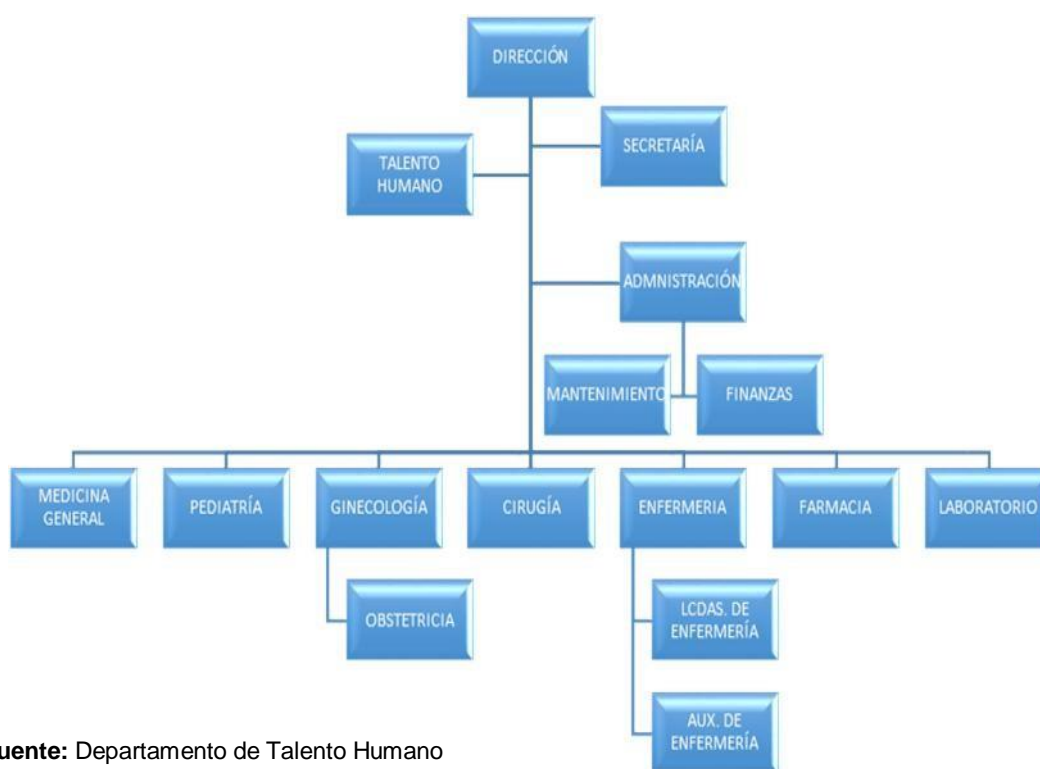 DIRECCIÓN
SECRETARÍA
TALENTO
HUMANO
ADMNISTRACIÓN
MANTENIMIENTO
FINANZAS
MEDICINA
GENERAL
PEDIATRÍA
GINECOLOGÍA
CIRUGÍA
ENFERMERIA
FARMACIA
LABORATORIO
OBSTETRICIA
LCDAS. DE
ENFERMERÍA
AUX. DE
ENFERMERÍA
uente: Departamento de Talento Humano